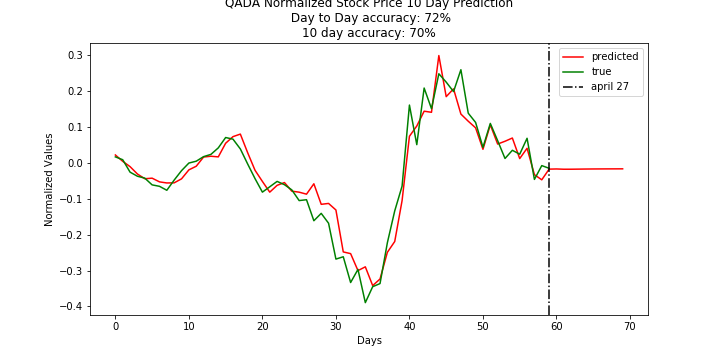 QADA Normalized Stock Price 10 Day Prediction
Day to Day accuracy: 72%
10 day accuracy: 70%
predicted
true
april 27
Normalized Values
0.3
0.2
0.1
0.0
−0.1
−0.2
−0.3
−0.4
0 10 20 30 40 50 60 70
Days